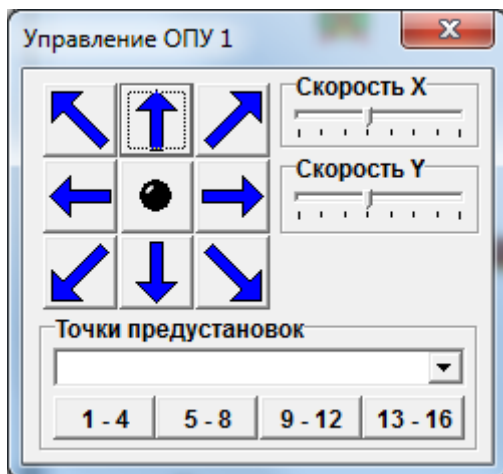 Управление ОПУ 1
Скорость X
Скорость Y
Точки предустановок
1 - 4 5 - 8 9 - 12 13 - 16